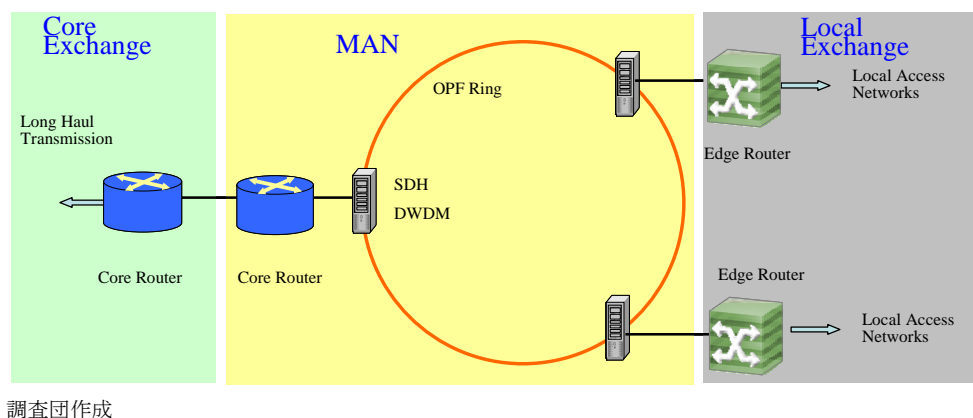 Core
Exchange
MAN
Local
Exchange
OPF Ring
Local Access
Networks
Long Haul
Transmission
Edge Router
SDH
DWDM
Core Router
Core Router
Edge Router
Local Access
Networks
調査団作成